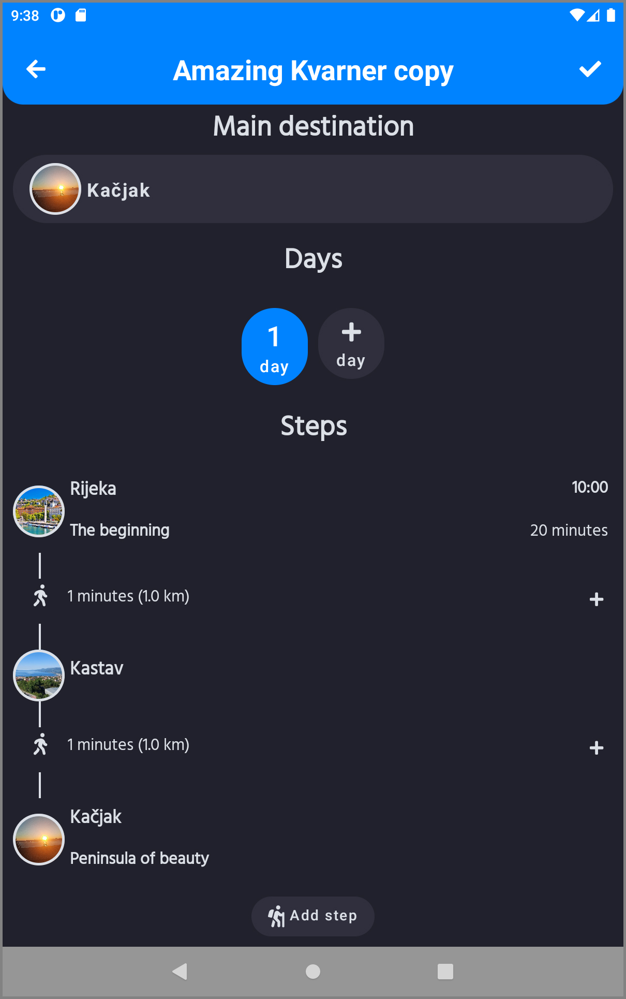 9:38
Amazing Kvarner copy
Main destination
Kačjak
Days
1
day
day
Steps
Rijeka
10:00
The beginning
20 minutes
1 minutes (1.0 km)
Kastav
1 minutes (1.0 km)
Kačjak
Peninsula of beauty
Add step